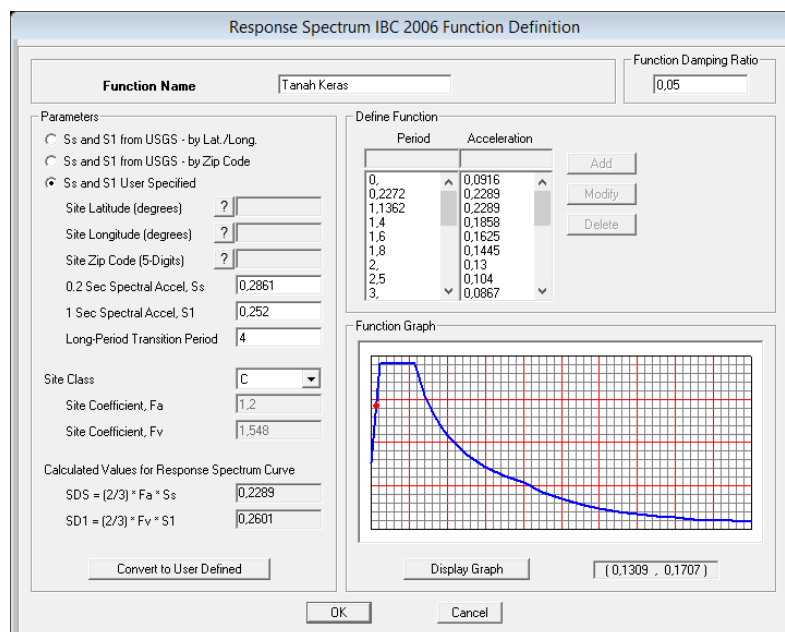 Response Spectrum IBC 2006 Function Definition
Function Damping Ratio
Function Name Tanah Keras 0,05
Parameters
Ss and S1 from USGS - by Lat./Long.
Ss and S1 from USGS - by Zip Code
Ss and S1 User Specified
Site Latitude (degrees) ?
Site Longitude (degrees) ?
Site Zip Code (5-Digits) ?
0.2 Sec Spectral Accel, Ss 0,2861
1 Sec Spectral Accel, S1 0,252
Long-Period Transition Period 4
Site Class C
Site Coefficient, Fa 1,2
Site Coefficient, Fv 1,548
Calculated Values for Response Spectrum Curve
SDS = (2/3) * Fa * Ss 0,2289
SD1 = (2/3) * Fv * S1 0,2601
Convert to User Defined
Define Function
Period Acceleration
0, 0,0916
0,2272 0,2289
1,1362 0,2289
1,4 0,1858
1,6 0,1625
1,8 0,1445
2, 0,13
2,5 0,104
3, 0,0867
Add
Modify
Delete
Function Graph
Display Graph (0,1309 , 0,1707 )
OK Cancel